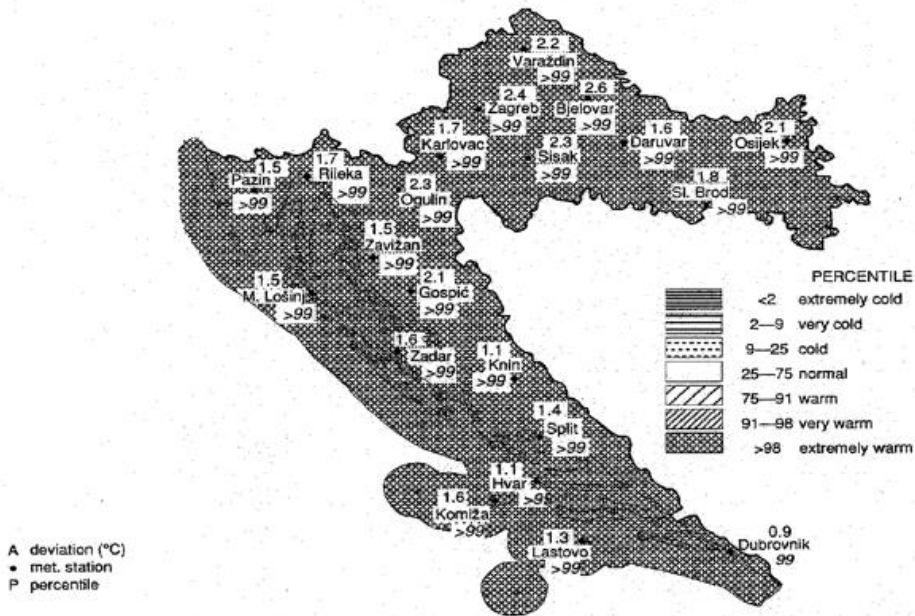 2.2
Varaždin
>99
2.4
Zagreb
>99
2.6
Bjelovar
>99
1.7
Karlovac
>99
2.3
Sisak
>99
1.6
Daruvar
>99
2.1
Osijek
>99
1.8
Sl. Brod
>99
1.5
Pazin
>99
1.7
Rijeka
>99
2.3
Ogulin
>99
1.5
Zavižan
>99
1.5
M. Lošinj
>99
2.1
Gospić
>99
1.6
Zadar
>99
1.1
Knin
>99
1.4
Split
>99
1.1
Hvar
>99
1.6
Komiža
>99
1.3
Lastovo
>99
0.9
Dubrovnik
99
PERCENTILE
<2 extremely cold
2—9 very cold
9—25 cold
25—75 normal
75—91 warm
91—98 very warm
>98 extremely warm
A deviation (°C)
• met. station
P percentile